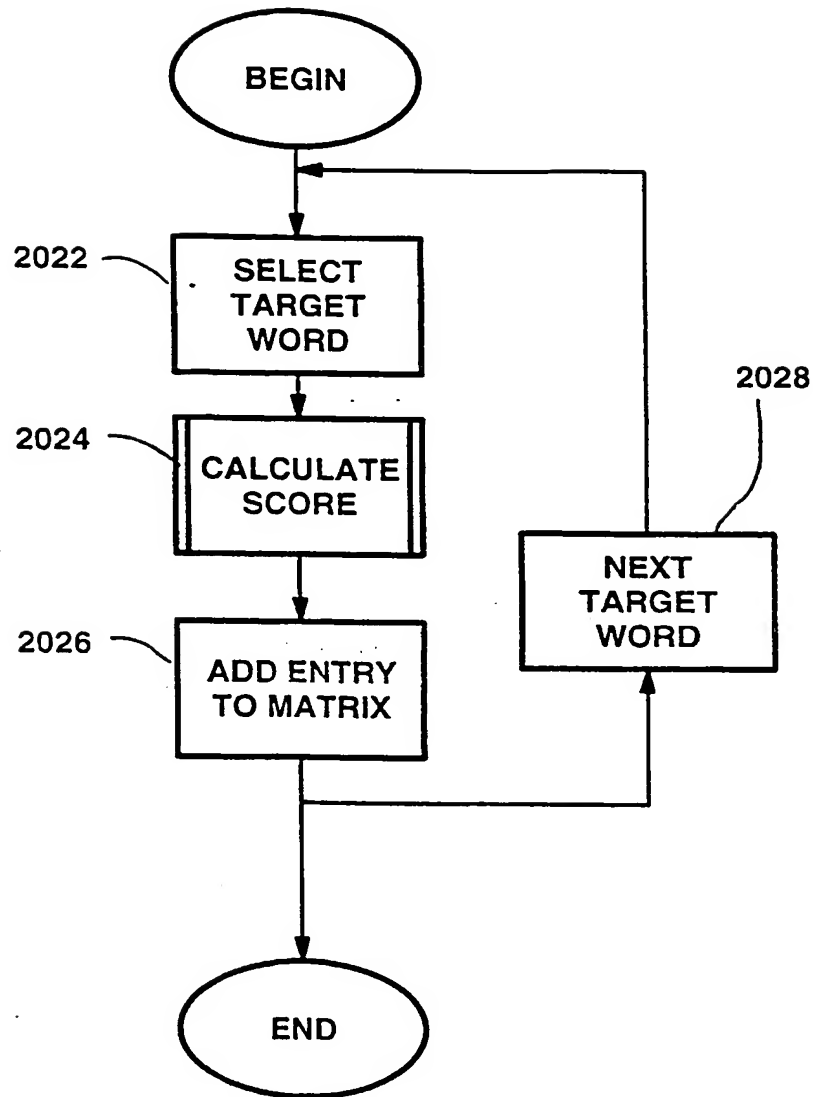 BEGIN
2022
SELECT
TARGET
WORD
2024
CALCULATE
SCORE
2026
ADD ENTRY
TO MATRIX
2028
NEXT
TARGET
WORD
END